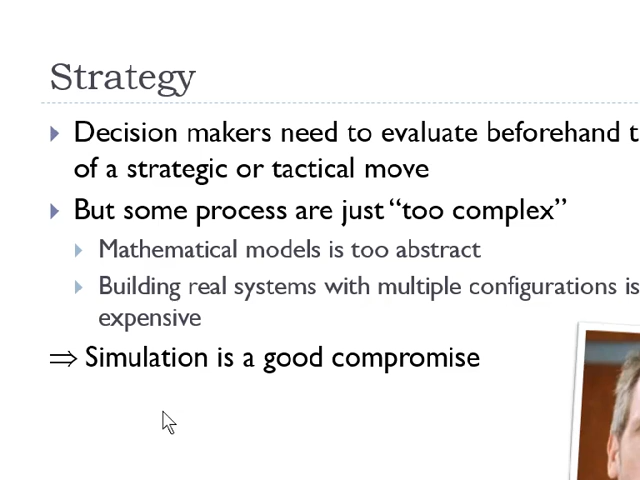 Strategy
Decision makers need to evaluate beforehand
of a strategic or tactical move
But some process are just “too complex”
Mathematical models is too abstract
Building real systems with multiple configurations is
expensive
⇒ Simulation is a good compromise